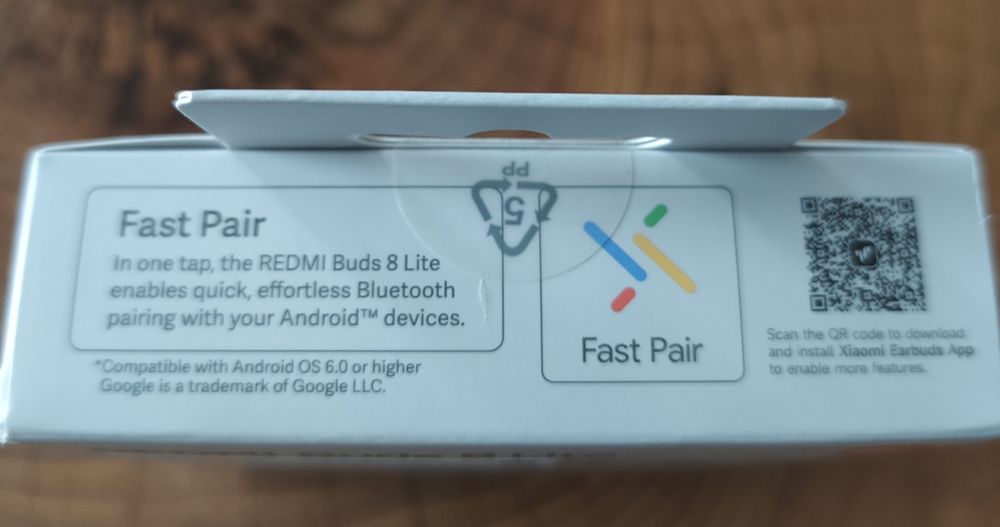 Fast Pair
In one tap, the REDMI Buds 8 Lite
enables quick, effortless Bluetooth
pairing with your Android™ devices.
*Compatible with Android OS 6.0 or higher
Google is a trademark of Google LLC.
PP
5
Fast Pair
Scan the QR code to download
and install Xiaomi Earbuds App
to enable more features.